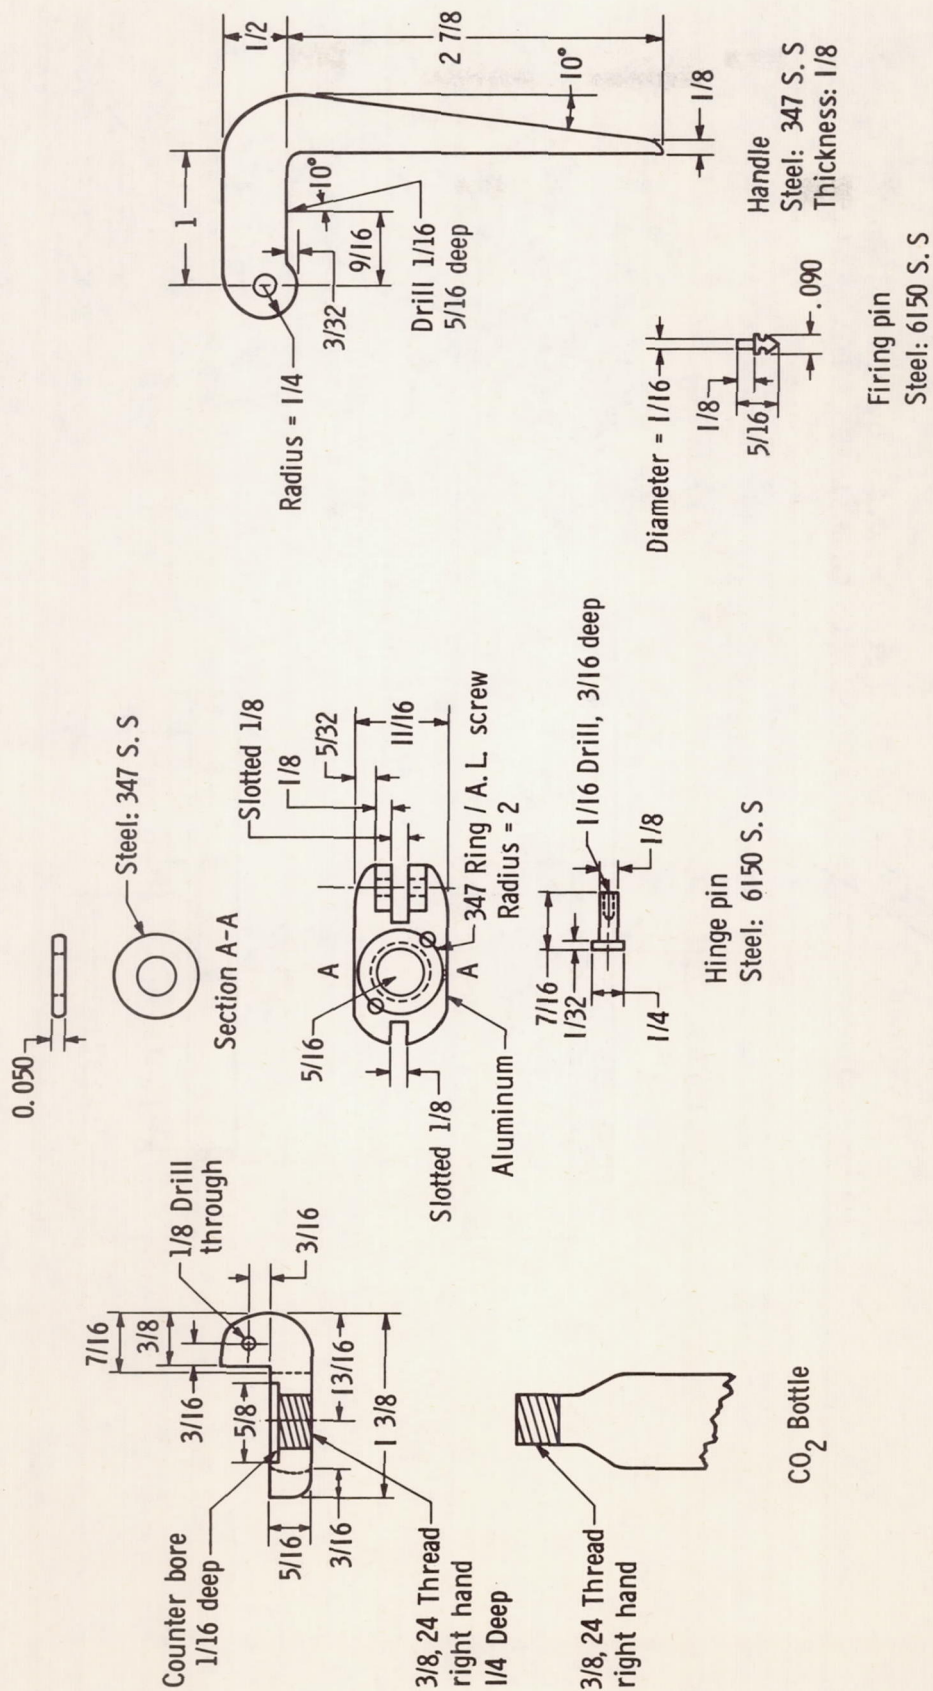 Counter bore
1/16 deep
7/16
3/8
3/16
5/8
1/8 Drill
through
3/16
5/16
3/16
13/16
1 3/8
3/8, 24 Thread
right hand
1/4 Deep
3/8, 24 Thread
right hand
CO2 Bottle
0.050
Steel: 347 S. S
Section A-A
5/16
A
A
Slotted 1/8
Slotted 1/8
1/8
5/32
11/16
347 Ring / A. L. screw
Radius = 2
Aluminum
7/16
1/32
1/4
1/16 Drill, 3/16 deep
1/8
Hinge pin
Steel: 6150 S. S
Radius = 1/4
1
1/2
2 7/8
10°
9/16
3/32
Drill 1/16
5/16 deep
10°
1/8
Handle
Steel: 347 S. S
Thickness: 1/8
Diameter = 1/16
1/8
5/16
.090
Firing pin
Steel: 6150 S. S